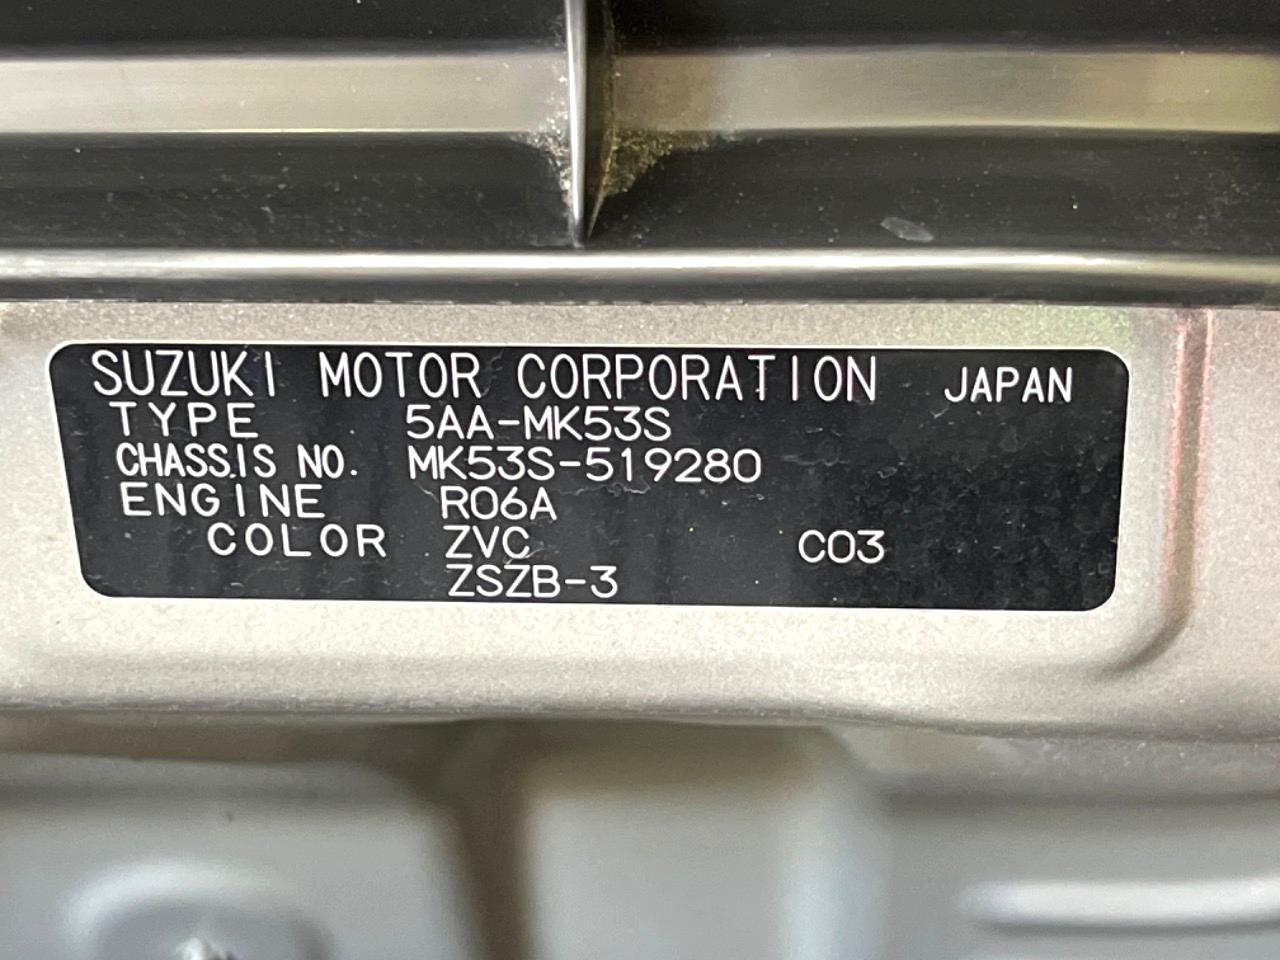 SUZUKI MOTOR CORPORATION JAPAN
TYPE 5AA-MK53S
CHASSIS NO. MK53S-519280
ENGINE R06A
COLOR ZVC C03
ZSZB-3